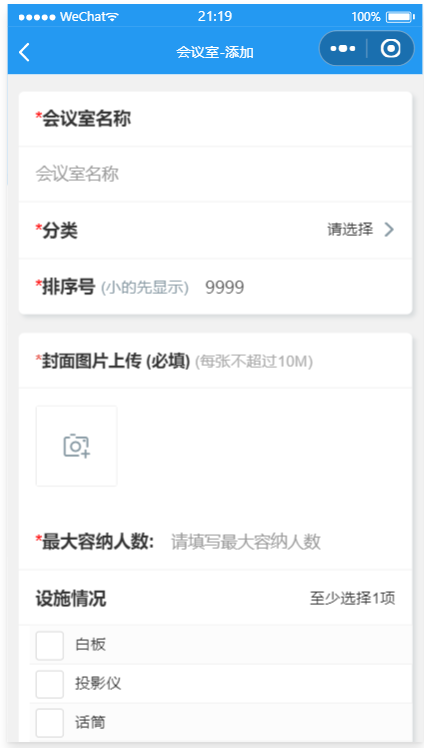 WeChat 21:19 100%
会议室-添加
*会议室名称
会议室名称
*分类 请选择
*排序号 (小的先显示) 9999
*封面图片上传 (必填) (每张不超过10M)
*最大容纳人数: 请填写最大容纳人数
设施情况 至少选择1项
白板
投影仪
话筒